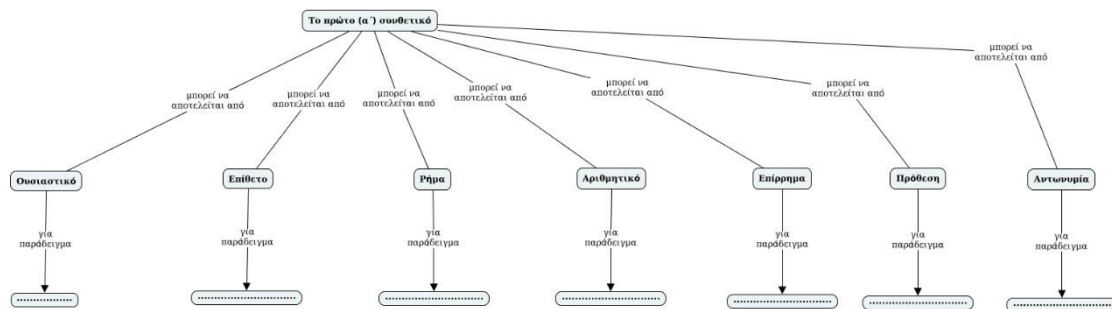 Το πρώτο (α΄) συνθετικό
μπορεί να
αποτελείται από
μπορεί να
αποτελείται από
μπορεί να
αποτελείται από
μπορεί να
αποτελείται από
μπορεί να
αποτελείται από
μπορεί να
αποτελείται από
μπορεί να
αποτελείται από
Ουσιαστικό
Επίθετο
Ρήμα
Αριθμητικό
Επίρρημα
Πρόθεση
Αντωνυμία
για
παράδειγμα
για
παράδειγμα
για
παράδειγμα
για
παράδειγμα
για
παράδειγμα
για
παράδειγμα
για
παράδειγμα
.................
..............................
..............................
..............................
..............................
..............................
..............................